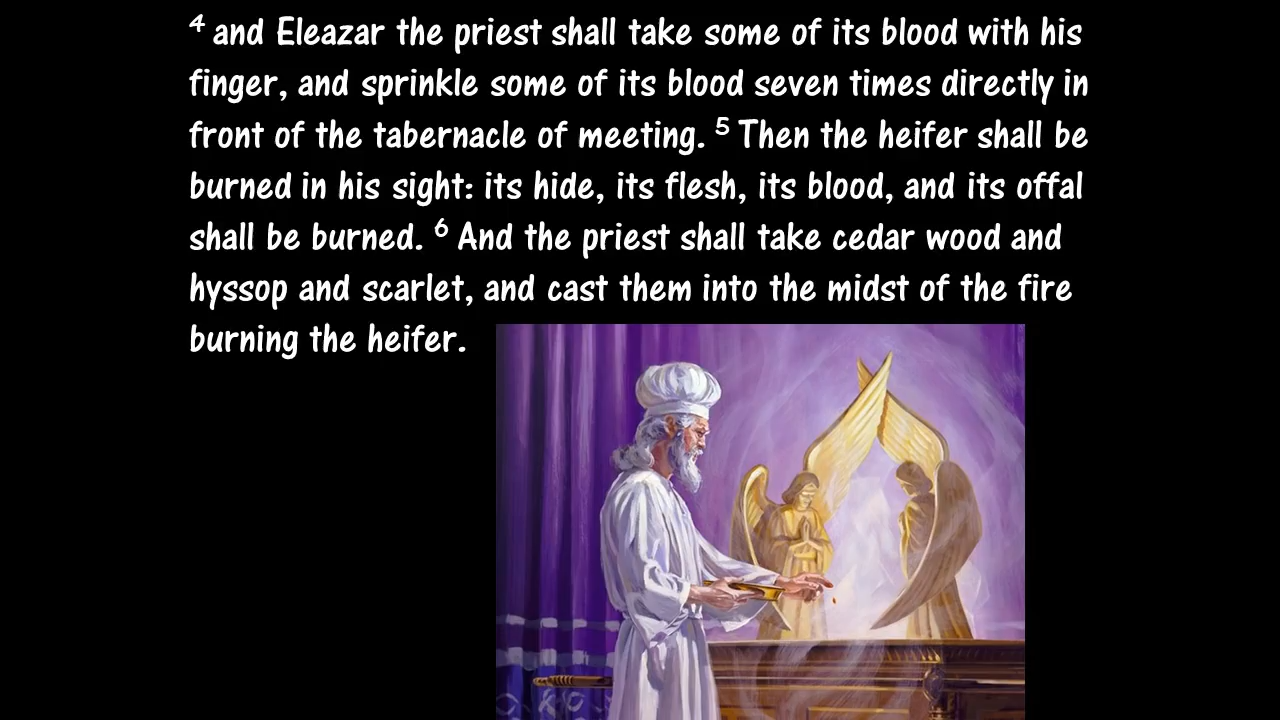 4 and Eleazar the priest shall take some of its blood with his
finger, and sprinkle some of its blood seven times directly in
front of the tabernacle of meeting. 5 Then the heifer shall be
burned in his sight: its hide, its flesh, its blood, and its offal
shall be burned. 6 And the priest shall take cedar wood and
hyssop and scarlet, and cast them into the midst of the fire
burning the heifer.